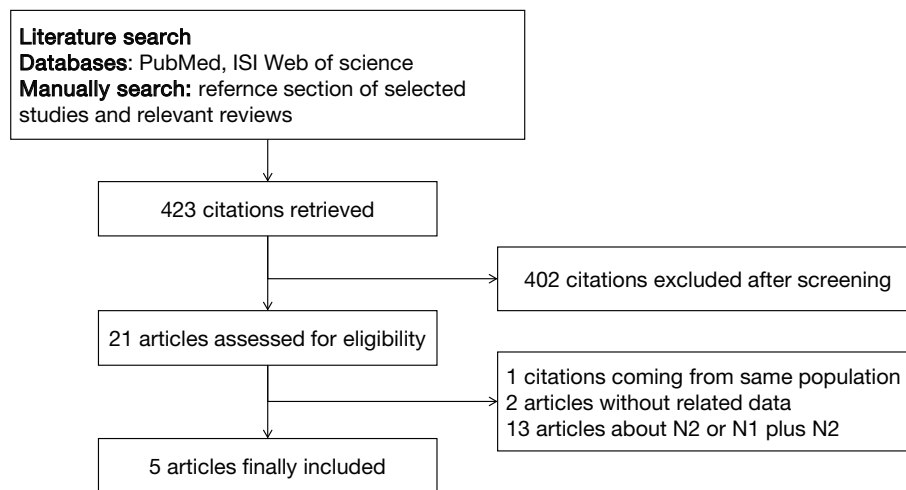 Literature search
Databases: PubMed, ISI Web of science
Manually search: refernce section of selected
studies and relevant reviews
423 citations retrieved
402 citations excluded after screening
21 articles assessed for eligibility
1 citations coming from same population
2 articles without related data
13 articles about N2 or N1 plus N2
5 articles finally included